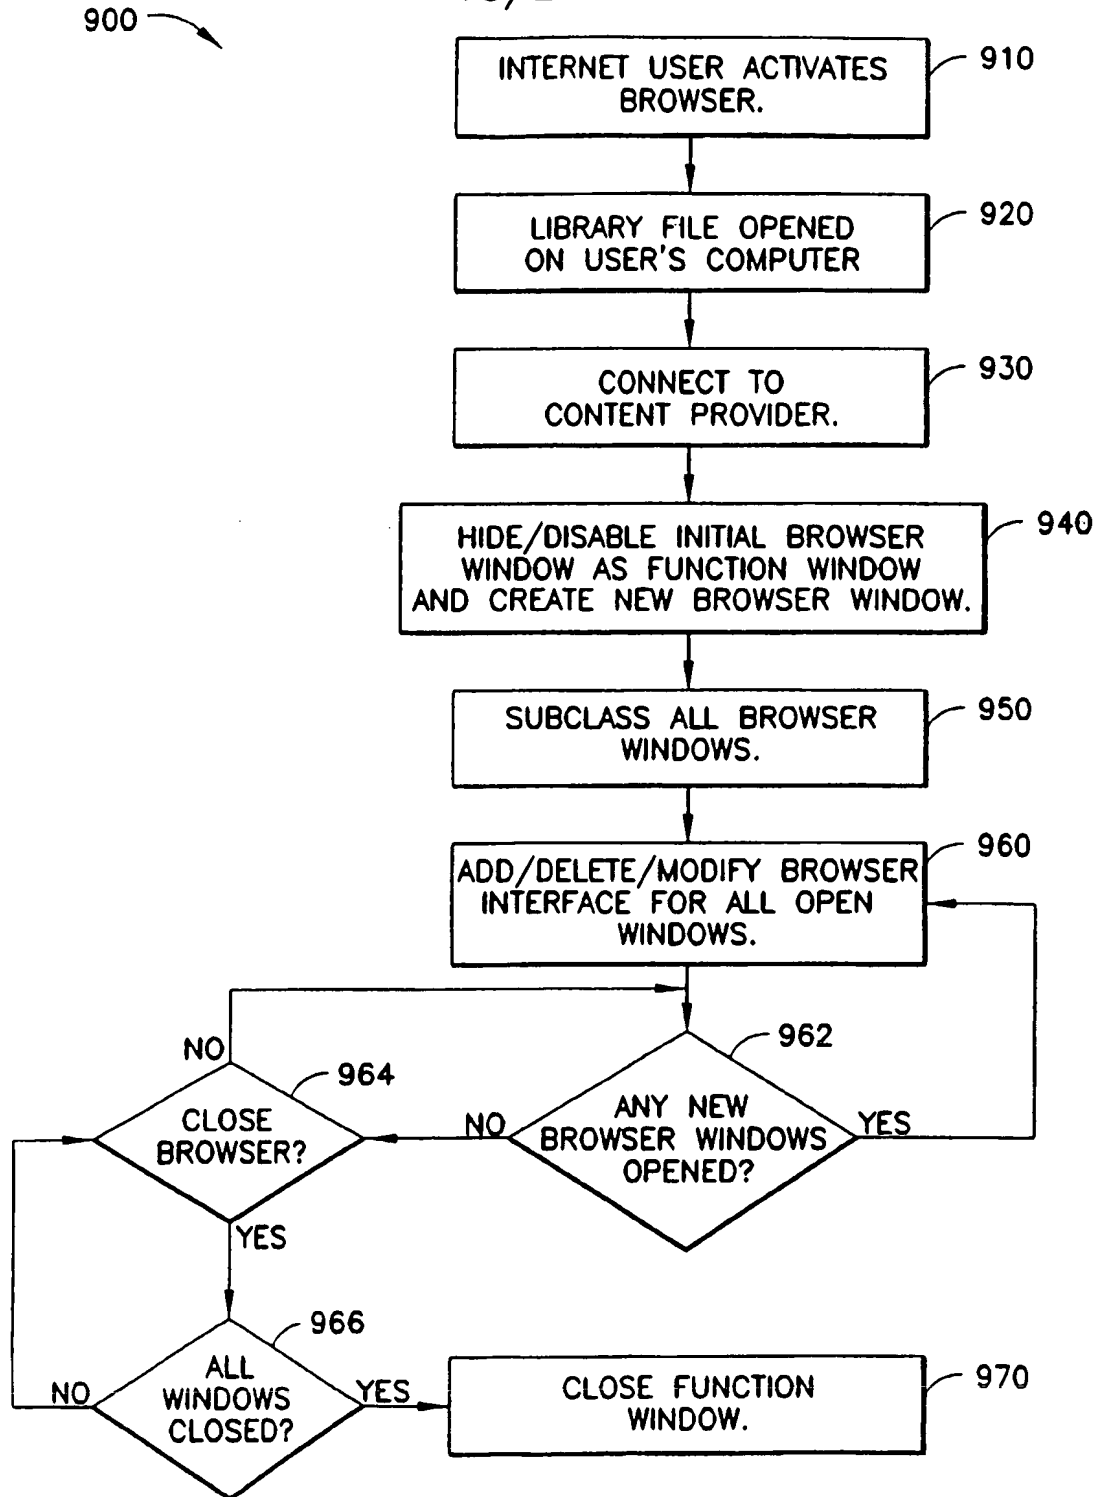 900
INTERNET USER ACTIVATES
BROWSER.
910
LIBRARY FILE OPENED
ON USER'S COMPUTER
920
CONNECT TO
CONTENT PROVIDER.
930
HIDE/DISABLE INITIAL BROWSER
WINDOW AS FUNCTION WINDOW
AND CREATE NEW BROWSER WINDOW.
940
SUBCLASS ALL BROWSER
WINDOWS.
950
ADD/DELETE/MODIFY BROWSER
INTERFACE FOR ALL OPEN
WINDOWS.
960
962
ANY NEW
BROWSER WINDOWS
OPENED?
YES
NO
NO
964
CLOSE
BROWSER?
YES
966
ALL
WINDOWS
CLOSED?
NO
YES
CLOSE FUNCTION
WINDOW.
970